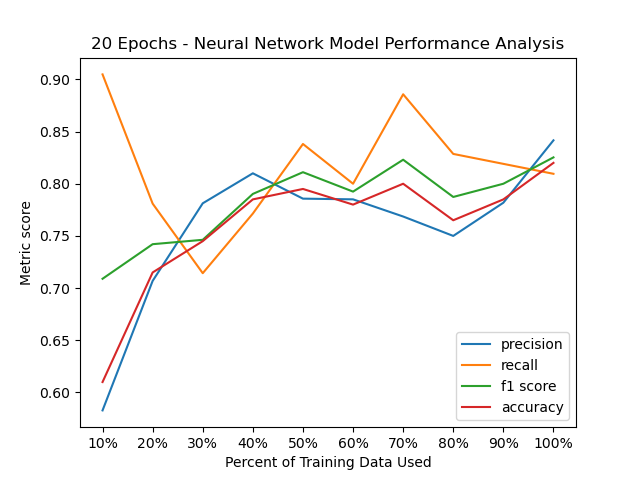 20 Epochs - Neural Network Model Performance Analysis
0.90
0.85
0.80
0.75
0.70
0.65
0.60
Metric score
precision
recall
f1 score
accuracy
10% 20% 30% 40% 50% 60% 70% 80% 90% 100%
Percent of Training Data Used